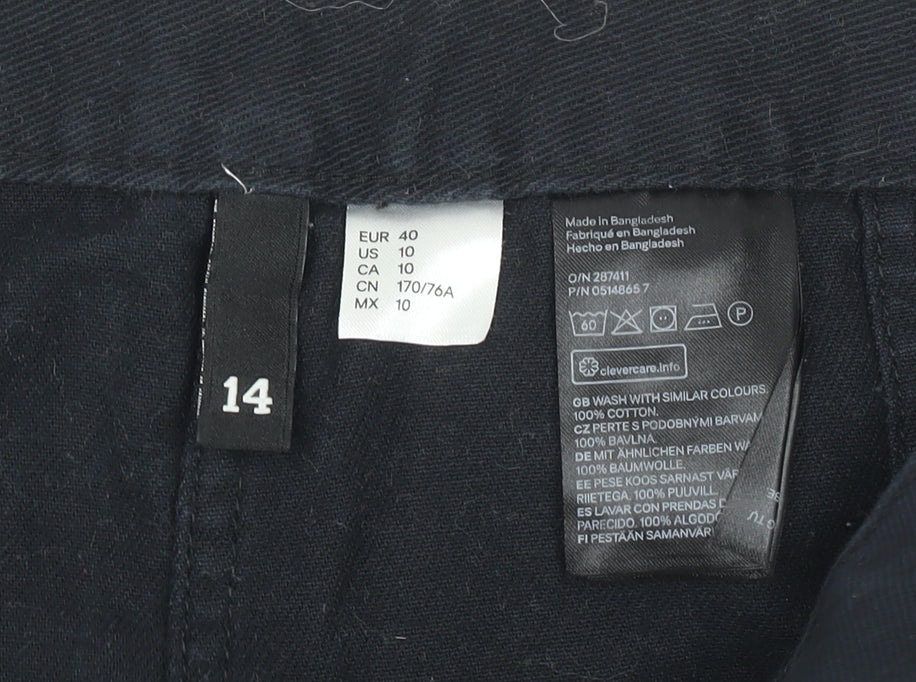 14
EUR 40
US 10
CA 10
CN 170/76A
MX 10
Made in Bangladesh
Fabriqué en Bangladesh
Hecho en Bangladesh
O/N 287411
P/N 0514865 7
60
P
clevercare.info
GB WASH WITH SIMILAR COLOURS.
100% COTTON.
CZ PERTE S PODOBNÝMI BARVAM
100% BAVLNA.
DE MIT ÄHNLICHEN FARBEN WA
100% BAUMWOLLE.
EE PESE KOOS SARNAST VÄR
RIIETEGA. 100% PUUVILL.
ES LAVAR CON PRENDAS D
PARECIDO. 100% ALGODÓ
FI PESTÄÄN SAMANVÄRI